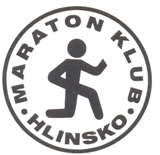 MARATON KLUB
• HLINSKO •